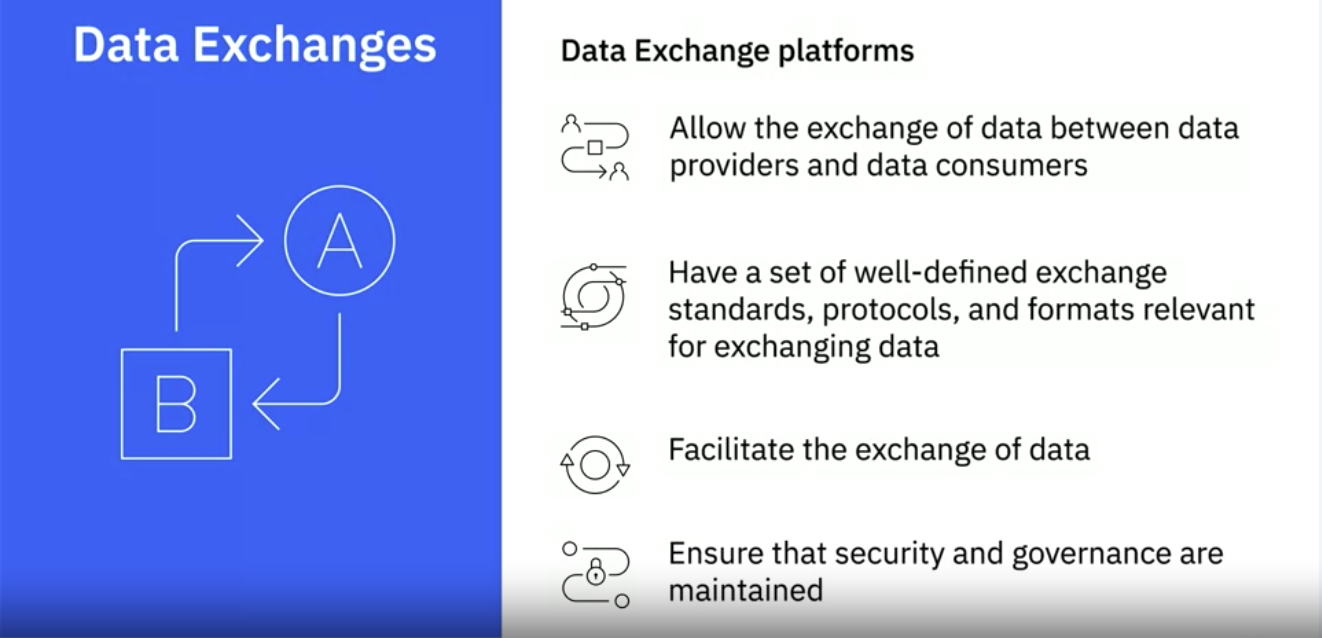 Data Exchanges
A
B
Data Exchange platforms
Allow the exchange of data between data
providers and data consumers
Have a set of well-defined exchange
standards, protocols, and formats relevant
for exchanging data
Facilitate the exchange of data
Ensure that security and governance are
maintained